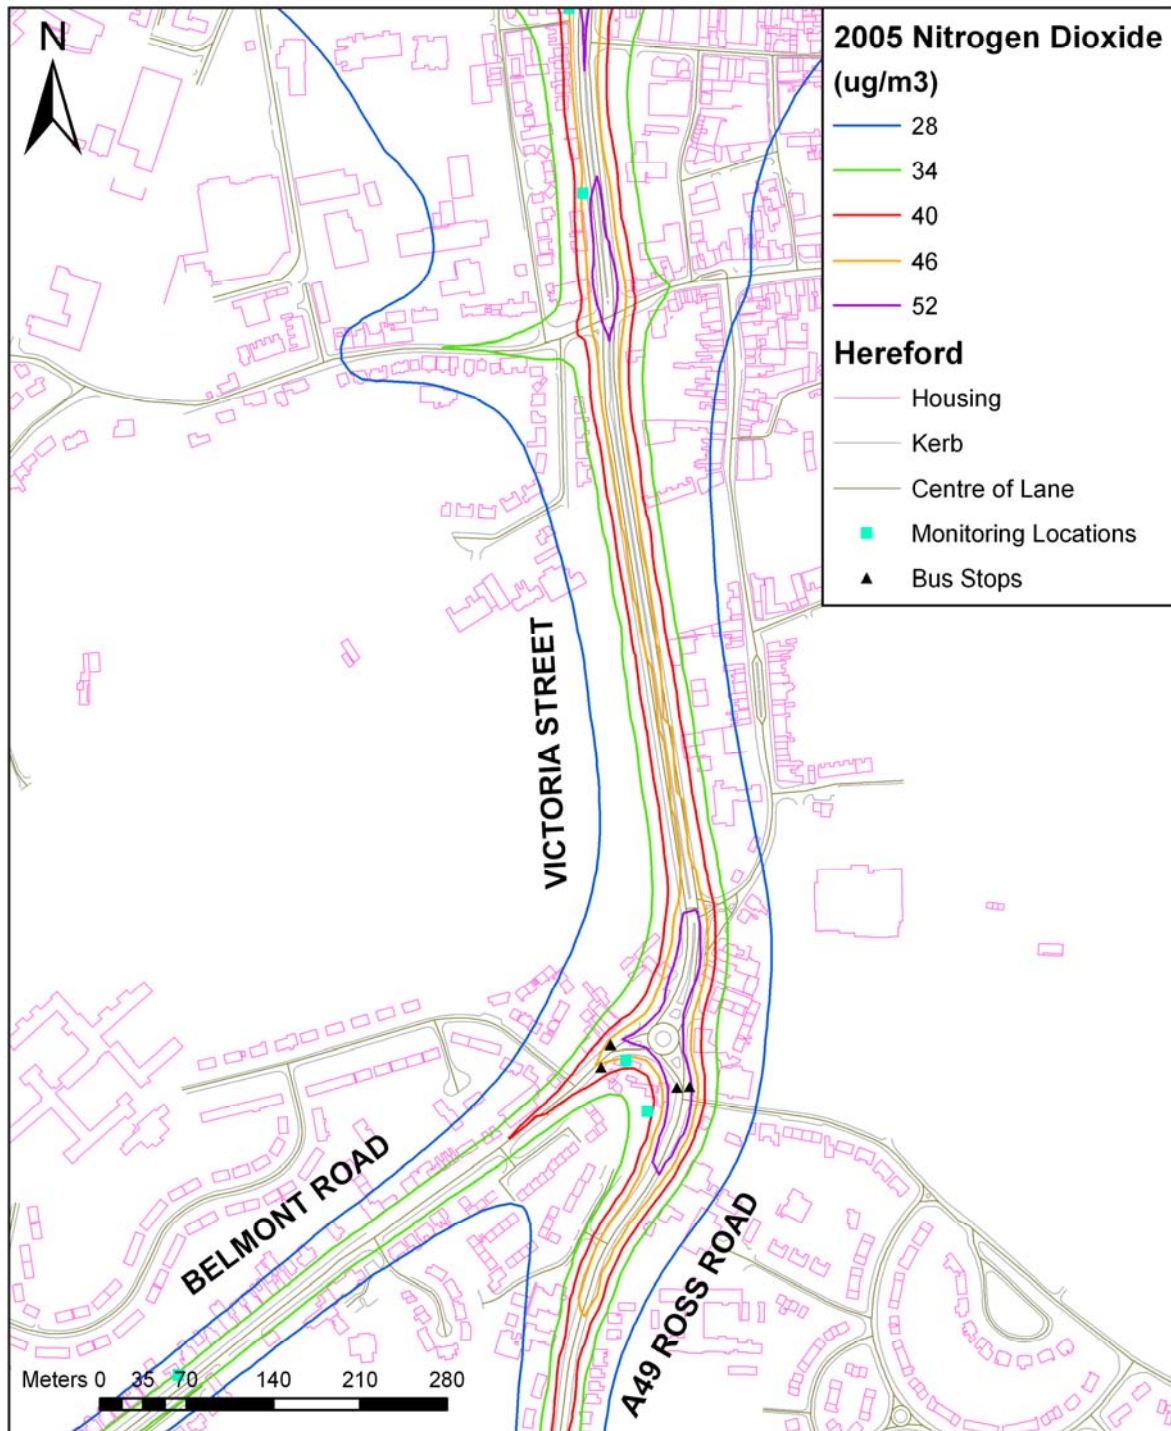 N
2005 Nitrogen Dioxide
(ug/m3)
28
34
40
46
52
Hereford
Housing
Kerb
Centre of Lane
Monitoring Locations
Bus Stops
VICTORIA STREET
BELMONT ROAD
A49 ROSS ROAD
Meters 0 35 70 140 210 280